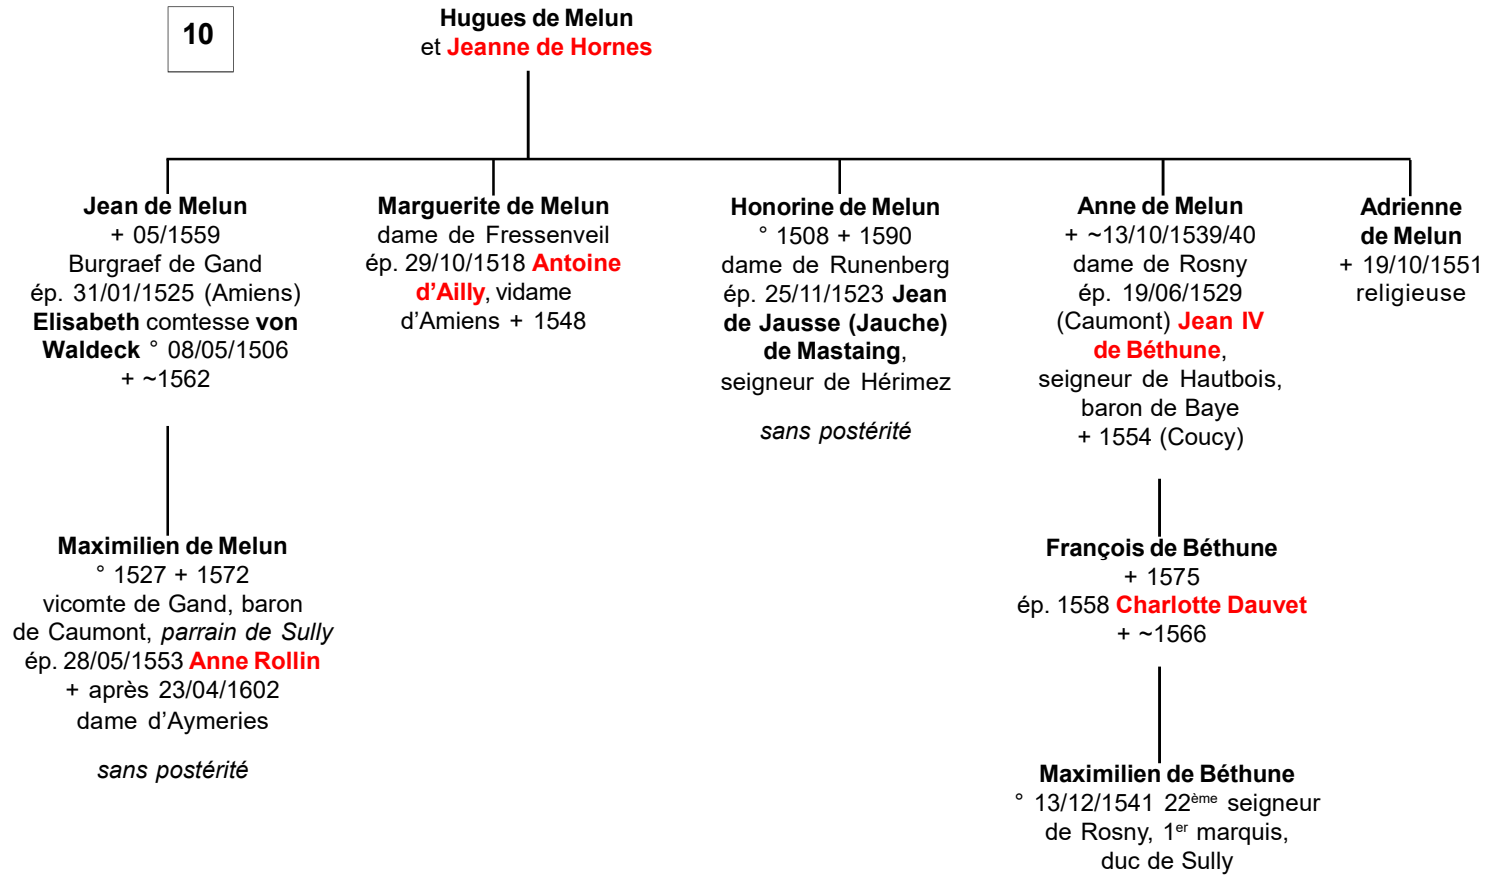 10
Hugues de Melun
et Jeanne de Hornes
Jean de Melun
+ 05/1559
Burgraef de Gand
ép. 31/01/1525 (Amiens)
Elisabeth comtesse von
Waldeck ° 08/05/1506
+ ~1562
Marguerite de Melun
dame de Fressenveil
ép. 29/10/1518 Antoine
d’Ailly, vidame
d’Amiens + 1548
Honorine de Melun
° 1508 + 1590
dame de Runenberg
ép. 25/11/1523 Jean
de Jausse (Jauche)
de Mastaing,
seigneur de Hérimez
sans postérité
Anne de Melun
+ ~13/10/1539/40
dame de Rosny
ép. 19/06/1529
(Caumont) Jean IV
de Béthune,
seigneur de Hautbois,
baron de Baye
+ 1554 (Coucy)
Adrienne
de Melun
+ 19/10/1551
religieuse
Maximilien de Melun
° 1527 + 1572
vicomte de Gand, baron
de Caumont, parrain de Sully
ép. 28/05/1553 Anne Rollin
+ après 23/04/1602
dame d’Aymeries
sans postérité
François de Béthune
+ 1575
ép. 1558 Charlotte Dauvet
+ ~1566
Maximilien de Béthune
° 13/12/1541 22ème seigneur
de Rosny, 1er marquis,
duc de Sully